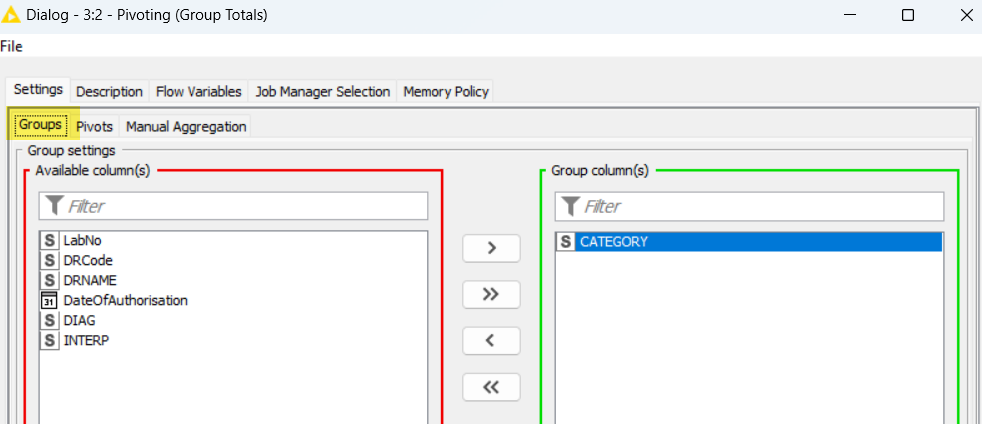 Dialog - 3:2 - Pivoting (Group Totals)
File
Settings Description Flow Variables Job Manager Selection Memory Policy
Groups Pivots Manual Aggregation
Group settings
Available column(s)
Filter
S LabNo
S DRCode
S DRNAME
31 DateOfAuthorisation
S DIAG
S INTERP
>
>>
<
<<
Group column(s)
Filter
S CATEGORY